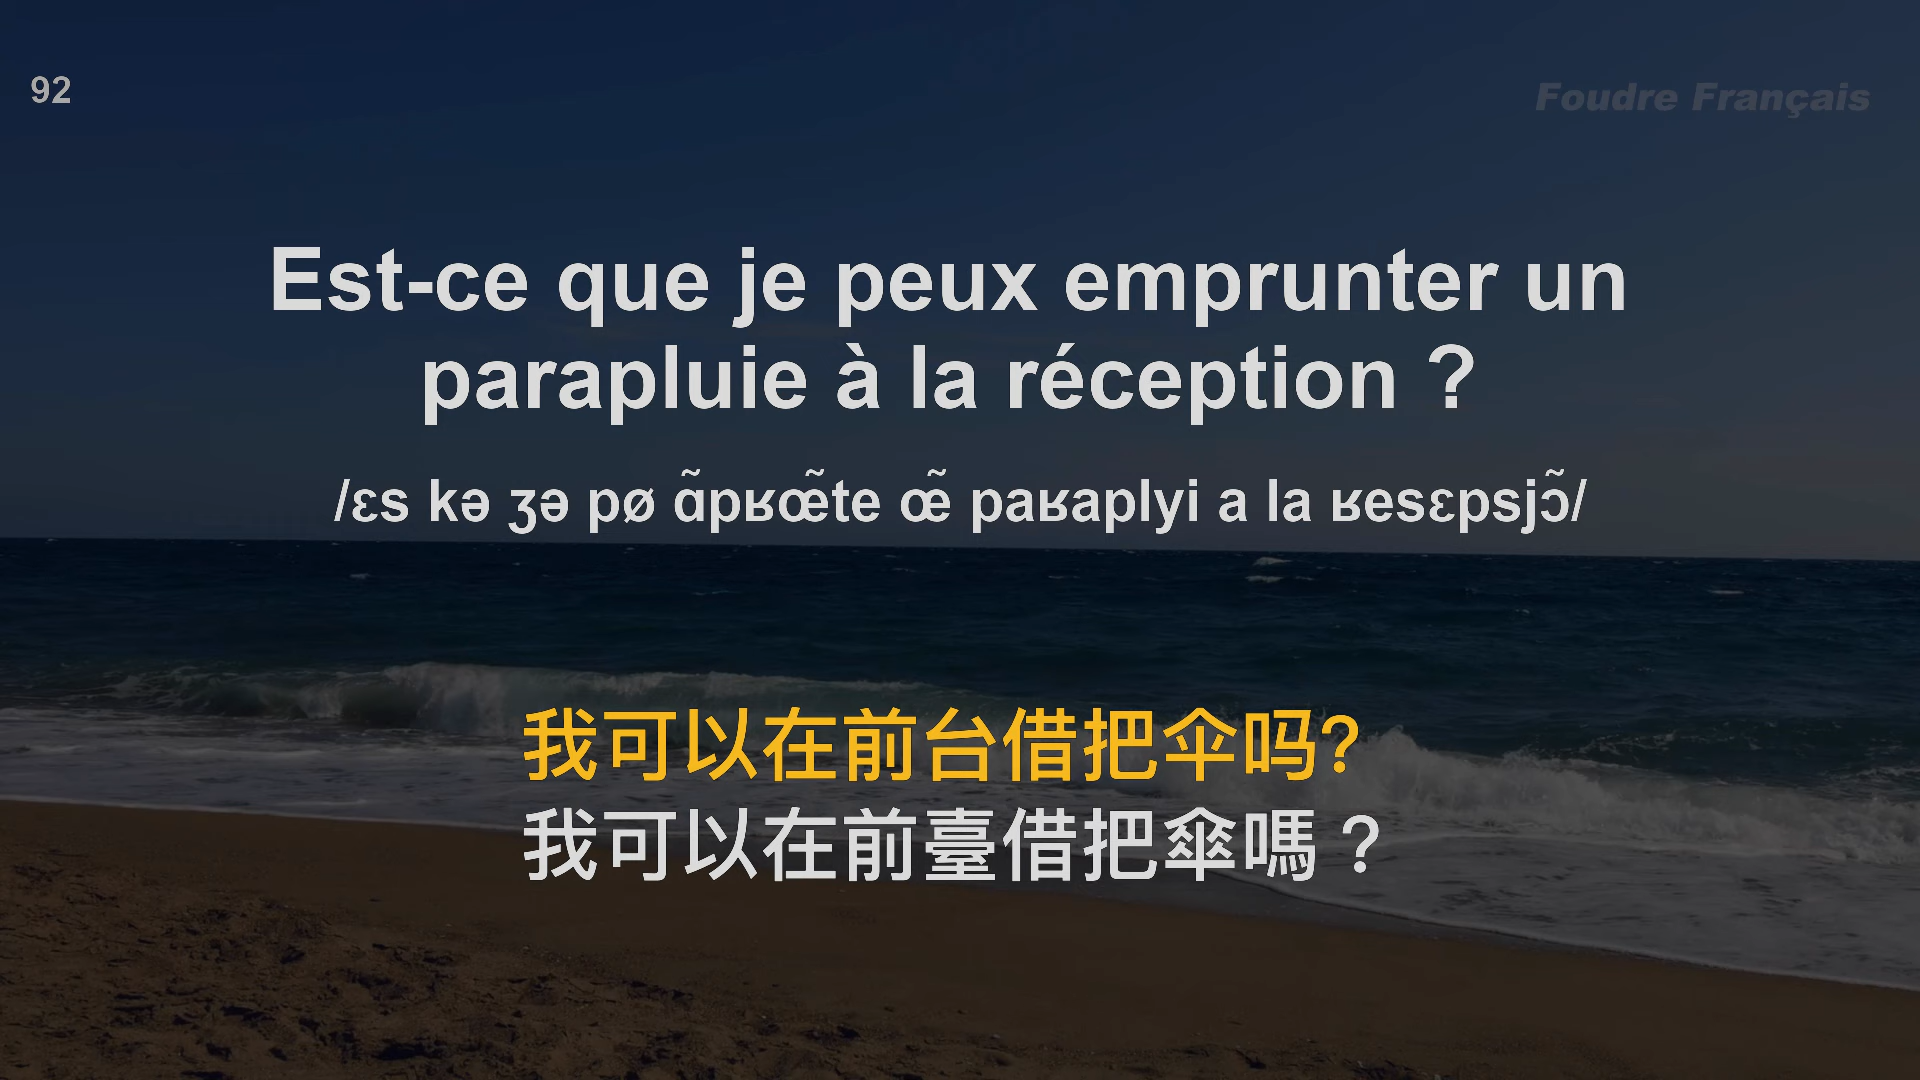 92
Foudre Français
Est-ce que je peux emprunter un
parapluie à la réception ?
/ɛs kə ʒə pø ɑ̃pʁœ̃te œ̃ paʁaplyi a la ʁesɛpsjɔ̃/
我可以在前台借把伞吗?
我可以在前臺借把傘嗎？